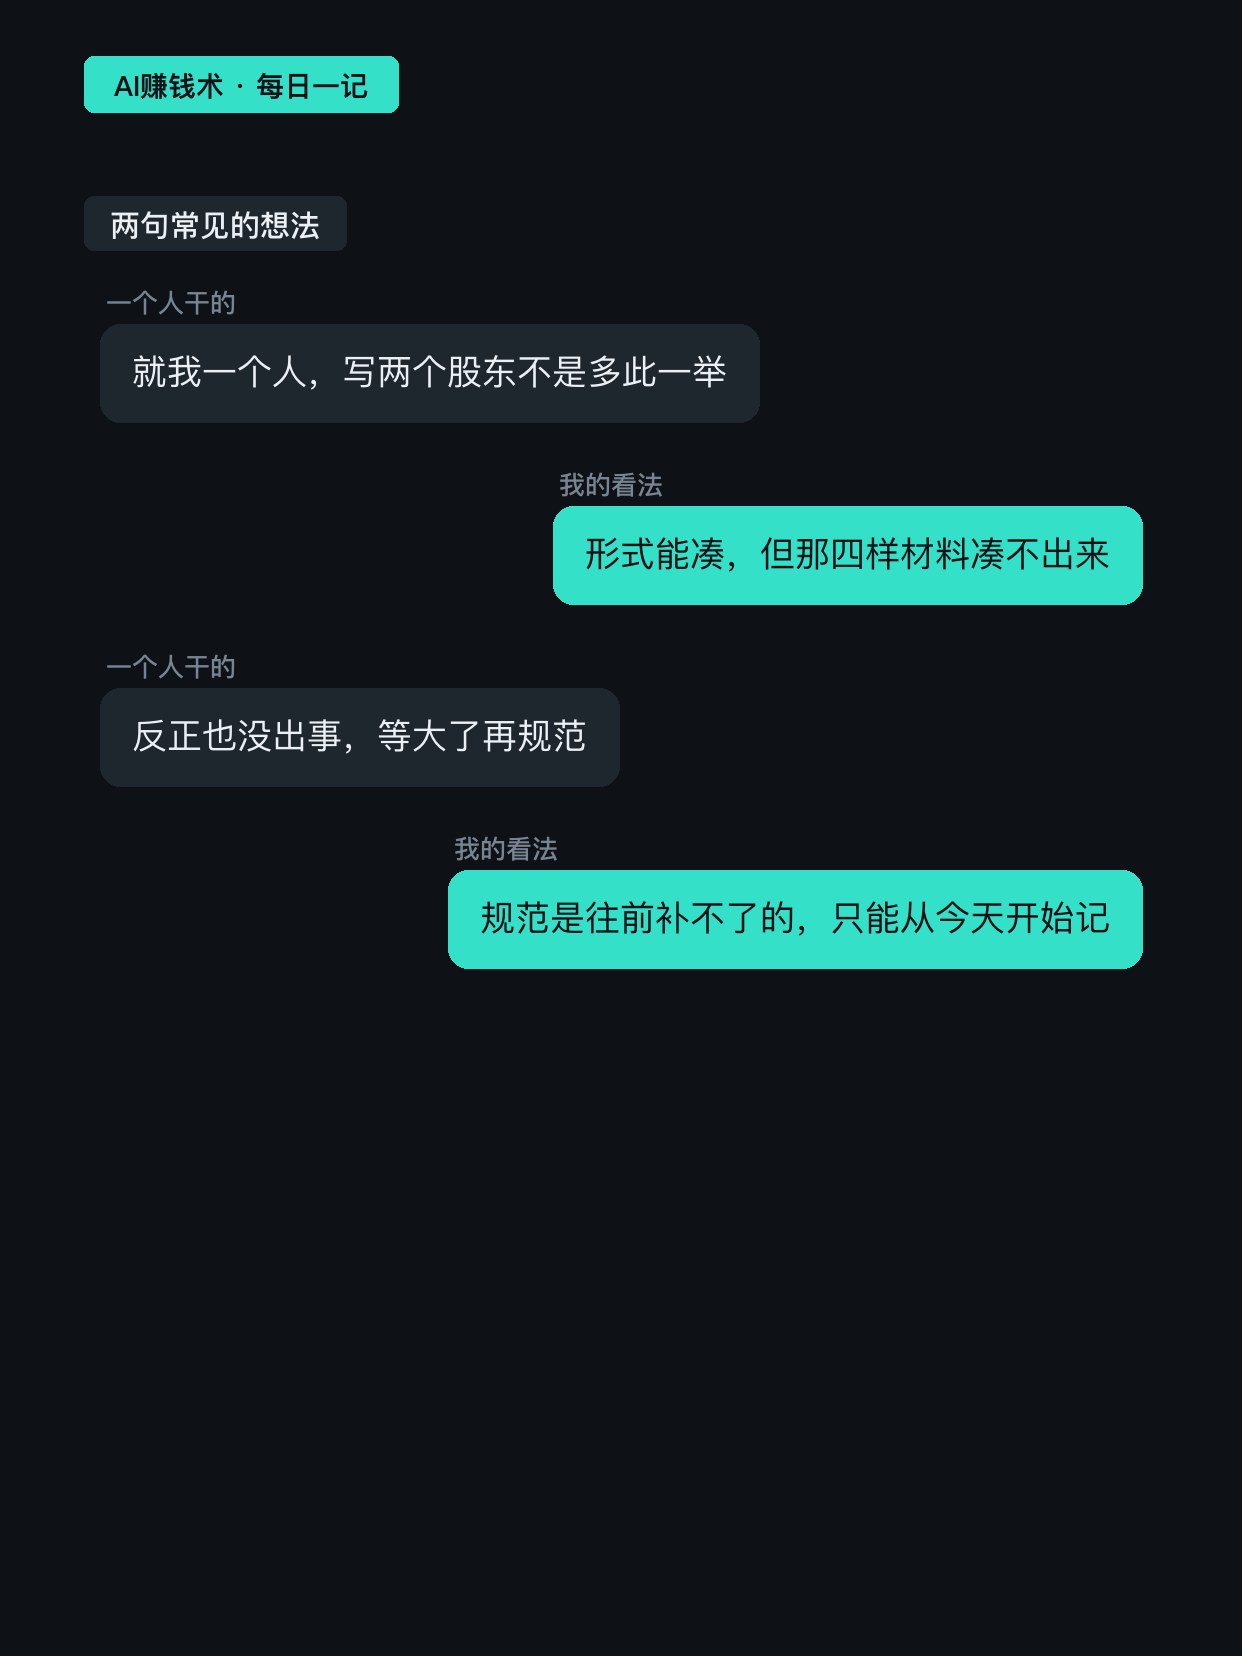 AI赚钱术 · 每日一记
两句常见的想法
一个人干的
就我一个人，写两个股东不是多此一举
我的看法
形式能凑，但那四样材料凑不出来
一个人干的
反正也没出事，等大了再规范
我的看法
规范是往前补不了的，只能从今天开始记